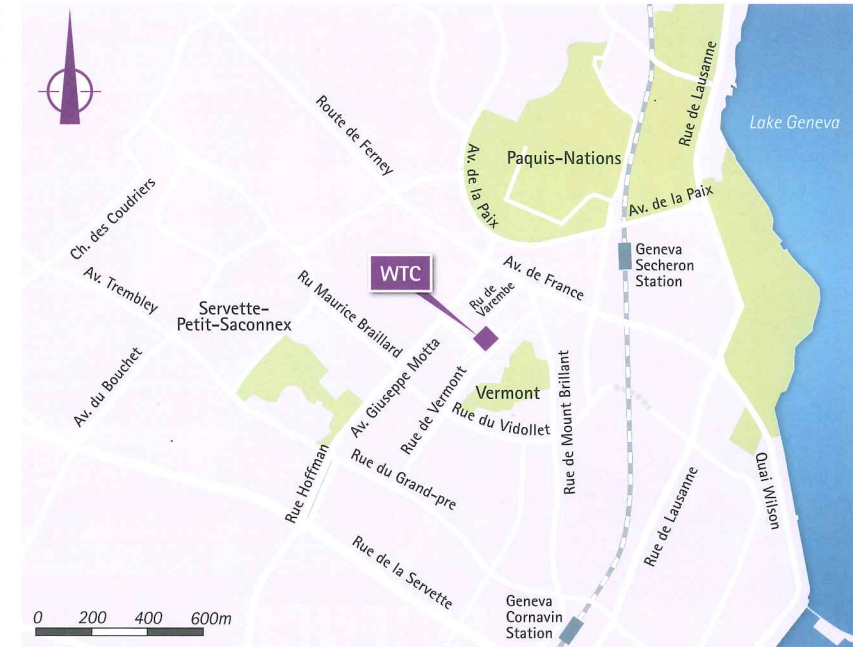 Lake Geneva
Rue de Lausanne
Route de Ferney
Paquis-Nations
Av. de la Paix
Av. de la Paix
Ch. des Coudriers
Geneva
Secheron
Station
WTC
Av. de France
Av. Trembley
Ru Maurice Braillard
Ru de
Varembe
Servette-
Petit-Saconnex
Av. Giuseppe Motta
Av. du Bouchet
Rue de Vermont
Vermont
Rue de Mount Brillant
Rue du Vidollet
Rue Hoffman
Rue du Grand-pre
Quai Wilson
Rue de Lausanne
Rue de la Servette
Geneva
Cornavin
Station
0 200 400 600m